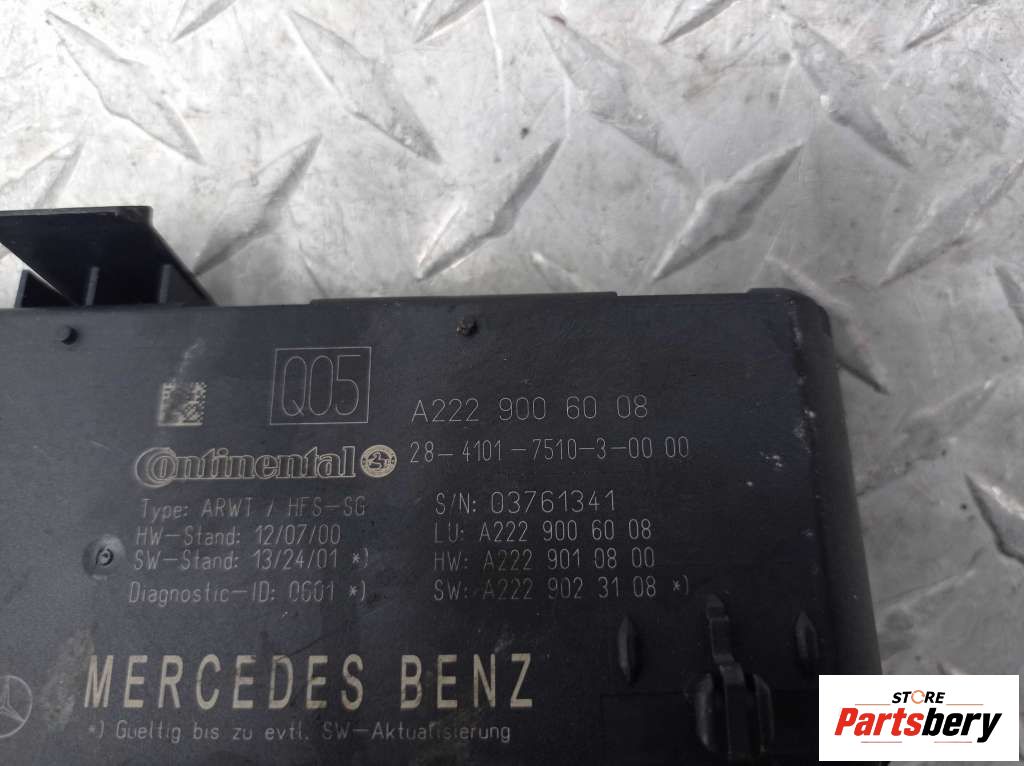 Q05
A222 900 60 08
Continental
28-4101-7510-3-00 00
Type: ARWT / HFS-SG
S/N: 03761341
HW-Stand: 12/07/00
LU: A222 900 60 08
SW-Stand: 13/24/01 *)
HW: A222 901 08 00
Diagnostic-ID: 0601 *)
SW: A222 902 31 08 *)
MERCEDES BENZ
*) Gueltig bis zu evtl. SW-Aktualisierung
STORE
Partsbery